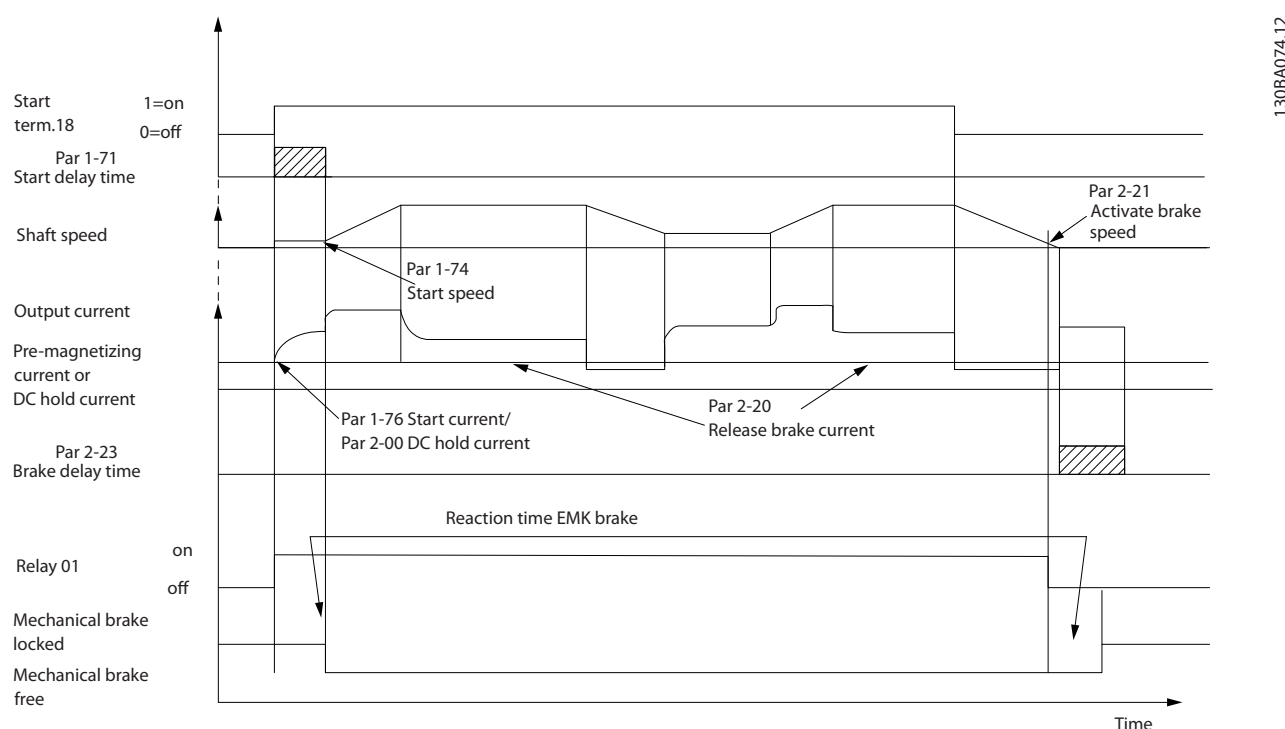 130BA074.12
Start 1=on
term.18 0=off
Par 1-71
Start delay time
Par 2-21
Activate brake
speed
Shaft speed
Par 1-74
Start speed
Output current
Pre-magnetizing
current or
DC hold current
Par 1-76 Start current/
Par 2-00 DC hold current
Par 2-20
Release brake current
Par 2-23
Brake delay time
Reaction time EMK brake
on
Relay 01
off
Mechanical brake
locked
Mechanical brake
free
Time